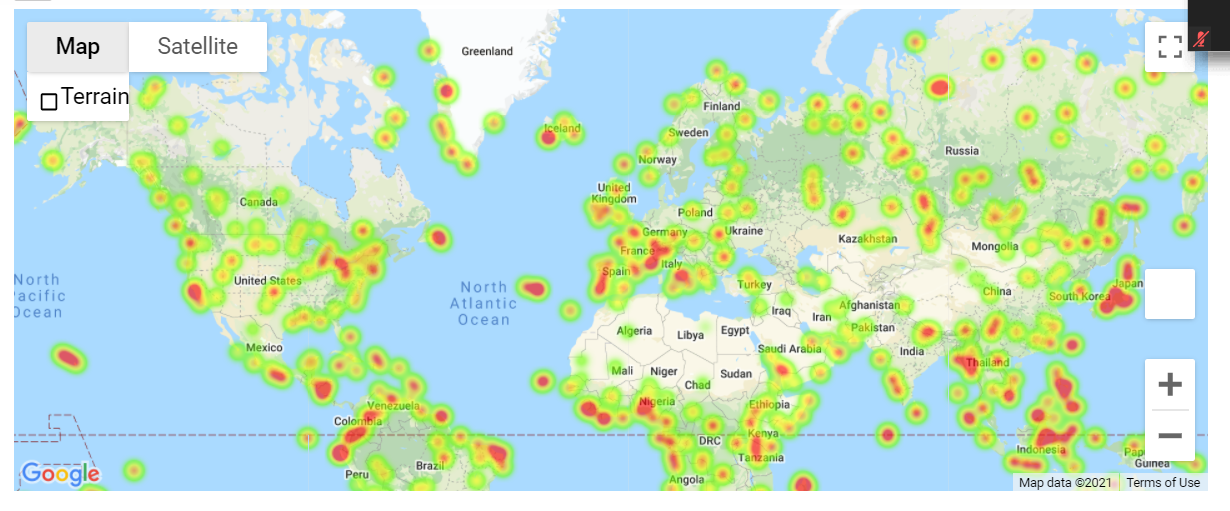 Map
Satellite
Terrain
Greenland
Iceland
Finland
Sweden
Norway
Russia
United
Kingdom
Canada
Poland
Germany
Ukraine
Kazakhstan
Mongolia
France
Italy
Spain
United States
North
Pacific
Ocean
North
Atlantic
Ocean
Turkey
China
South Korea
Japan
Iraq
Iran
Afghanistan
Pakistan
Algeria
Libya
Egypt
Mexico
Saudi Arabia
India
Thailand
Mali
Niger
Chad
Sudan
Venezuela
Nigeria
Ethiopia
Colombia
Kenya
DRC
Tanzania
Indonesia
Pap
Guinea
Brazil
Peru
Angola
Google
Map data ©2021
Terms of Use